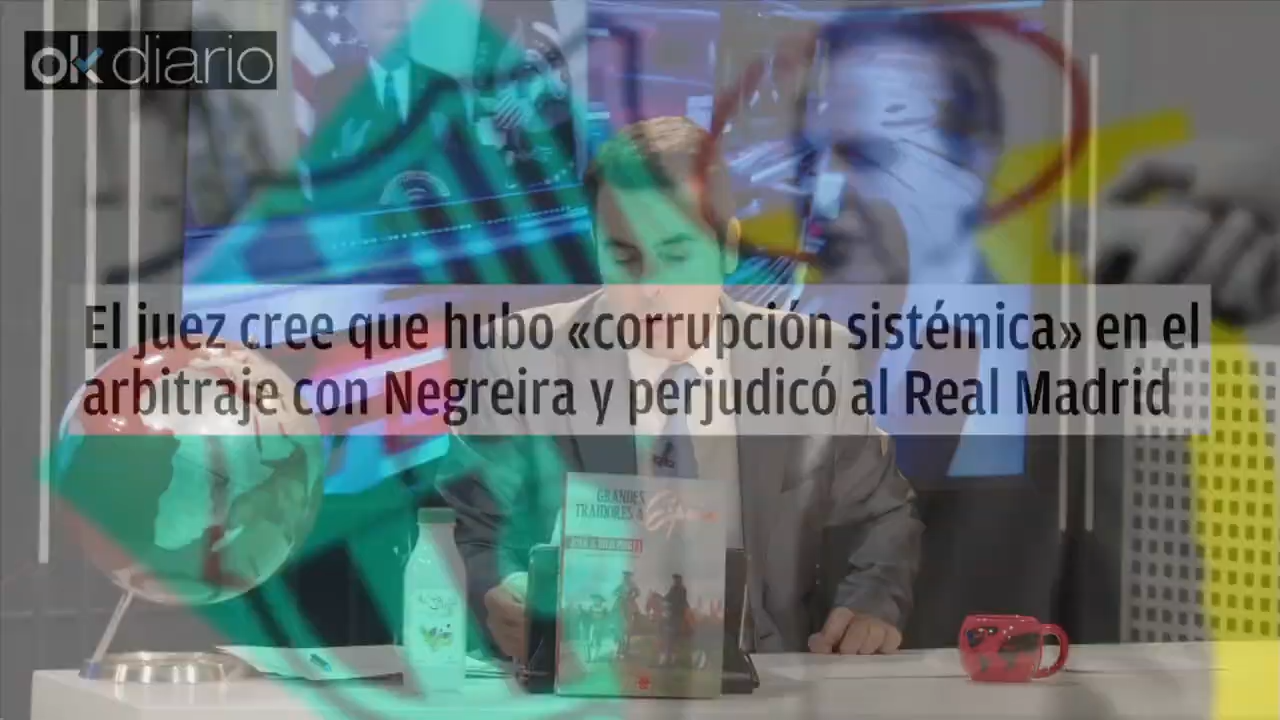 okdiario
El juez cree que hubo «corrupción sistémica» en el
arbitraje con Negreira y perjudicó al Real Madrid
GRANDES
TRAIDORES A